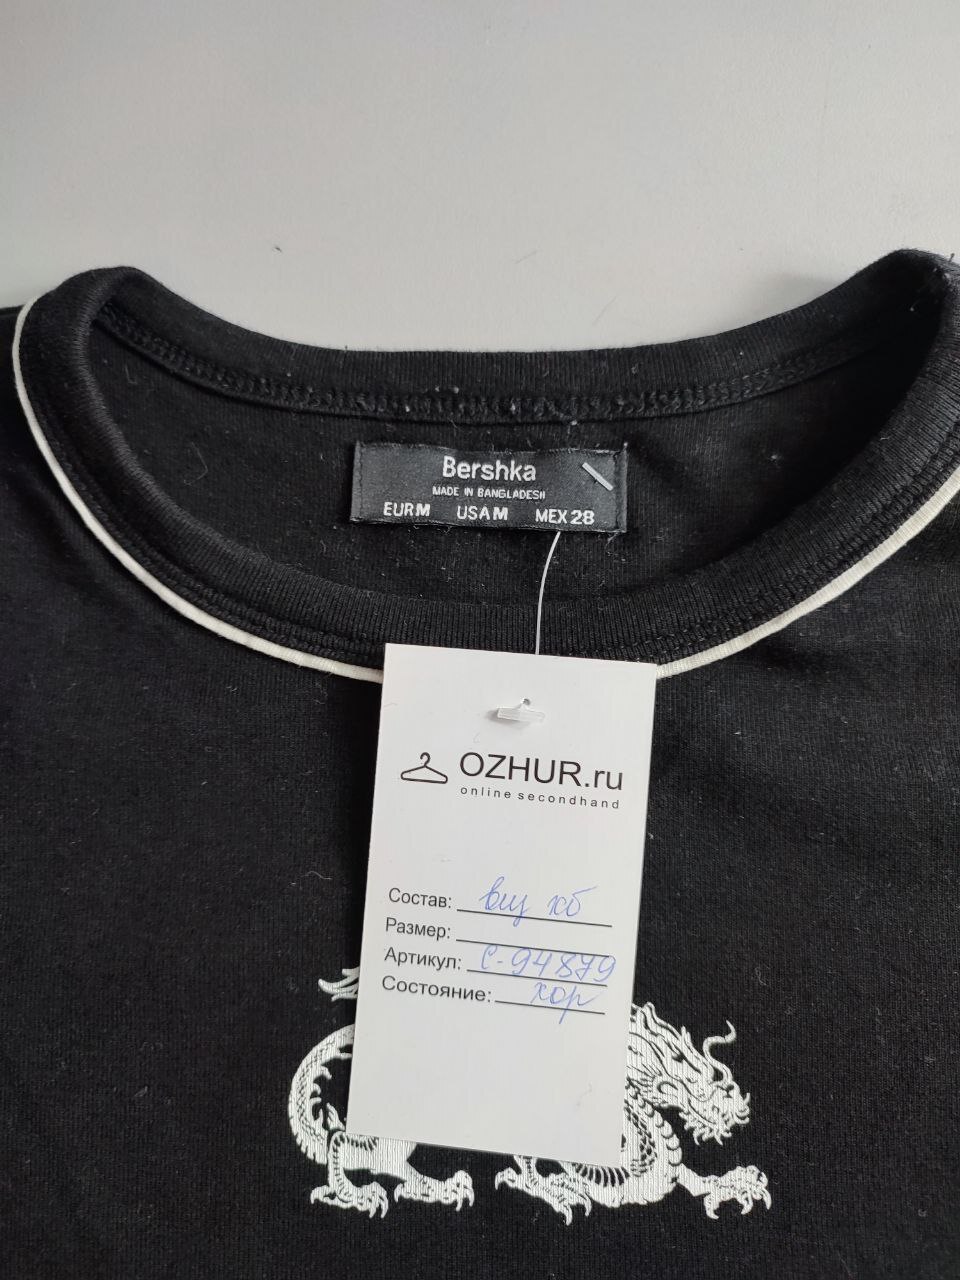 Bershka
MADE IN BANGLADESH
EUR M USA M MEX 28
OZHUR.ru
online secondhand
Состав: виц хб
Размер:
Артикул: С-94879
Состояние: хор